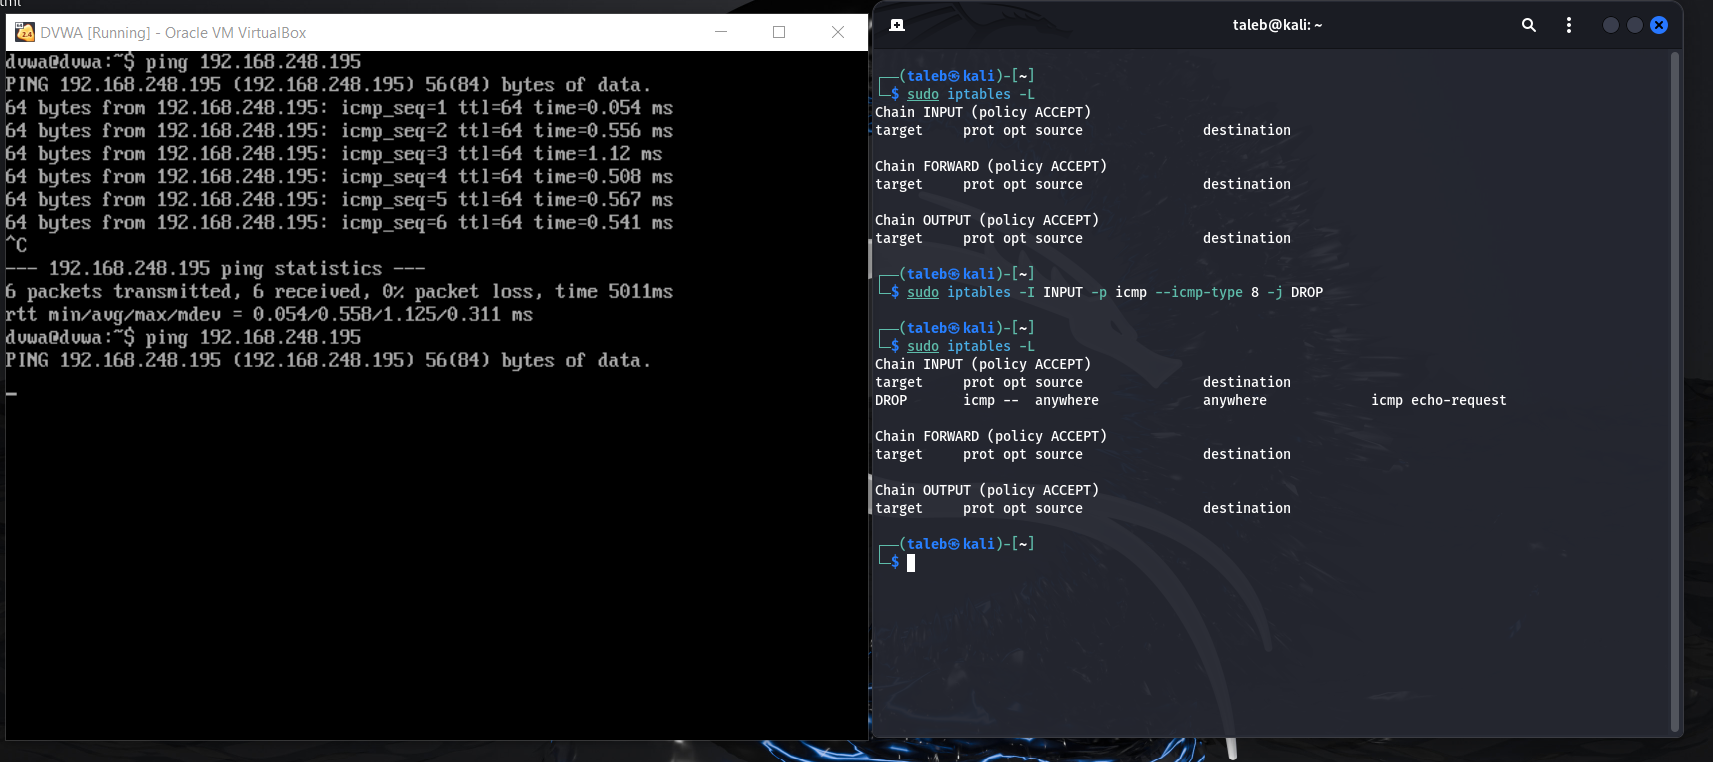 DVWA [Running] - Oracle VM VirtualBox
dvwa@dvwa:~$ ping 192.168.248.195
PING 192.168.248.195 (192.168.248.195) 56(84) bytes of data.
64 bytes from 192.168.248.195: icmp_seq=1 ttl=64 time=0.054 ms
64 bytes from 192.168.248.195: icmp_seq=2 ttl=64 time=0.556 ms
64 bytes from 192.168.248.195: icmp_seq=3 ttl=64 time=1.12 ms
64 bytes from 192.168.248.195: icmp_seq=4 ttl=64 time=0.508 ms
64 bytes from 192.168.248.195: icmp_seq=5 ttl=64 time=0.567 ms
64 bytes from 192.168.248.195: icmp_seq=6 ttl=64 time=0.541 ms
^C
--- 192.168.248.195 ping statistics ---
6 packets transmitted, 6 received, 0% packet loss, time 5011ms
rtt min/avg/max/mdev = 0.054/0.558/1.125/0.311 ms
dvwa@dvwa:~$ ping 192.168.248.195
PING 192.168.248.195 (192.168.248.195) 56(84) bytes of data.
taleb@kali: ~
┌──(taleb㉿kali)-[~]
└─$ sudo iptables -L
Chain INPUT (policy ACCEPT)
target     prot opt source               destination
Chain FORWARD (policy ACCEPT)
target     prot opt source               destination
Chain OUTPUT (policy ACCEPT)
target     prot opt source               destination
┌──(taleb㉿kali)-[~]
└─$ sudo iptables -I INPUT -p icmp --icmp-type 8 -j DROP
┌──(taleb㉿kali)-[~]
└─$ sudo iptables -L
Chain INPUT (policy ACCEPT)
target     prot opt source               destination
DROP       icmp --  anywhere             anywhere             icmp echo-request
Chain FORWARD (policy ACCEPT)
target     prot opt source               destination
Chain OUTPUT (policy ACCEPT)
target     prot opt source               destination
┌──(taleb㉿kali)-[~]
└─$